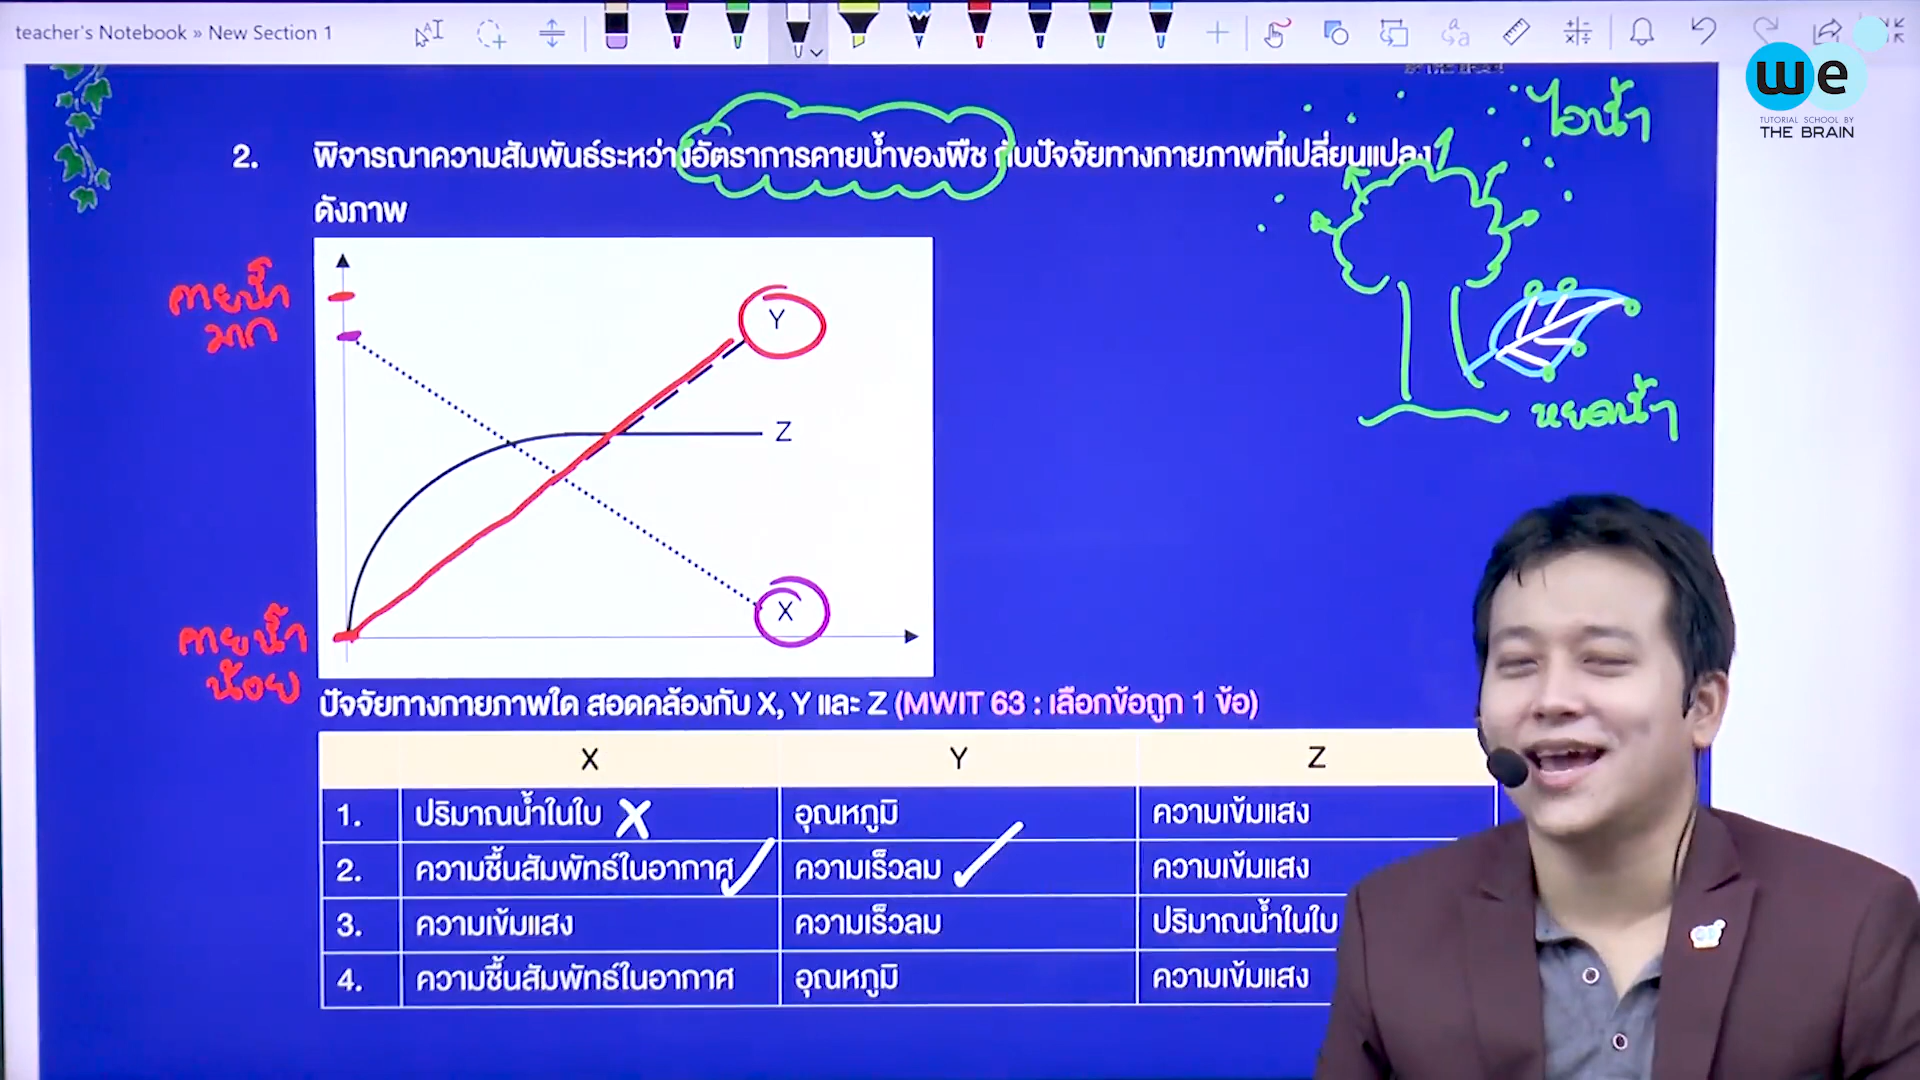 teacher's Notebook » New Section 1
we
TUTORIAL SCHOOL BY
THE BRAIN
ไอน้ำ
2. พิจารณาความสัมพันธ์ระหว่างอัตราการคายน้ำของพืช กับปัจจัยทางกายภาพที่เปลี่ยนแปลง
ดังภาพ
คายน้ำ
มาก
Y
Z
X
หยดน้ำ
คายน้ำ
น้อย
ปัจจัยทางกายภาพใด สอดคล้องกับ X, Y และ Z (MWIT 63 : เลือกข้อถูก 1 ข้อ)
X Y Z
1. ปริมาณน้ำในใบ อุณหภูมิ ความเข้มแสง
2. ความชื้นสัมพัทธ์ในอากาศ ความเร็วลม ความเข้มแสง
3. ความเข้มแสง ความเร็วลม ปริมาณน้ำในใบ
4. ความชื้นสัมพัทธ์ในอากาศ อุณหภูมิ ความเข้มแสง